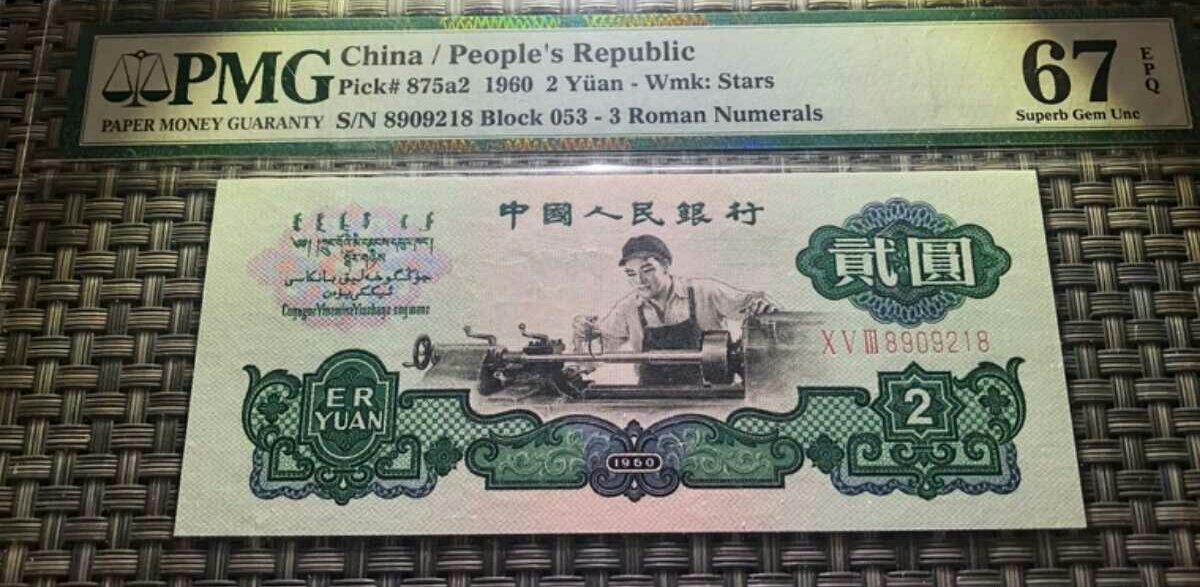 PMG
PAPER MONEY GUARANTY
China / People's Republic
Pick# 875a2 1960 2 Yüan - Wmk: Stars
S/N 8909218 Block 053 - 3 Roman Numerals
67
EPQ
Superb Gem Unc
中國人民銀行
貳圓
XVIII 8909218
ER
YUAN
2
1960